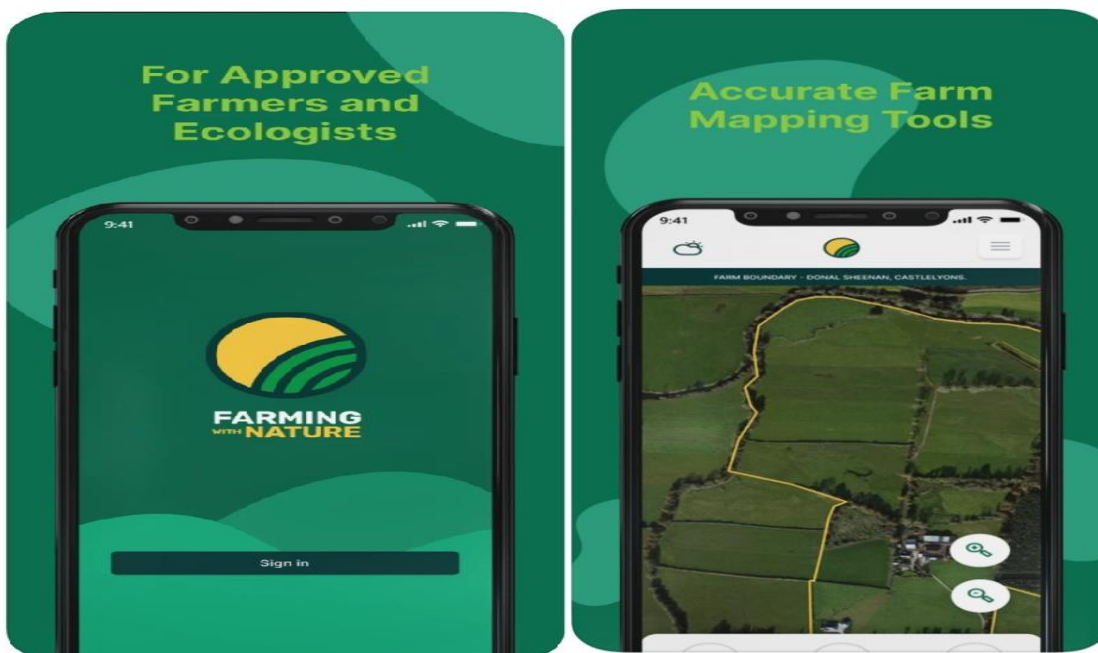 For Approved
Farmers and
Ecologists
9:41
FARMING
WITH NATURE
Sign in
Accurate Farm
Mapping Tools
9:41
FARM BOUNDARY - DONAL SHEENAN, CASTLELYONS.